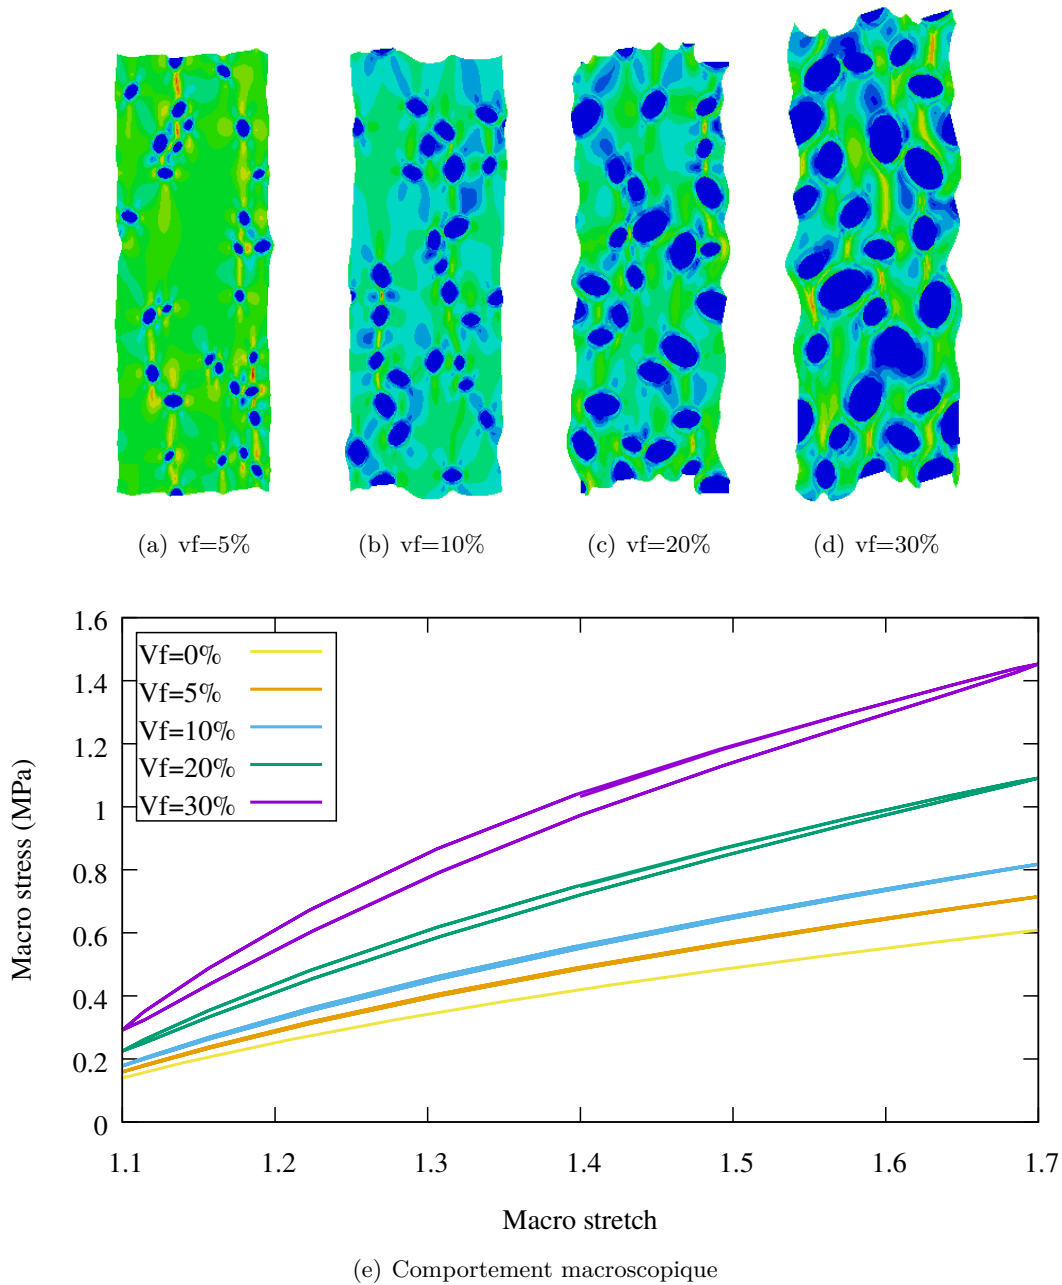 (a) vf=5%
(b) vf=10%
(c) vf=20%
(d) vf=30%
1.6
1.4
1.2
1
0.8
0.6
0.4
0.2
0
Macro stress (MPa)
Vf=0%
Vf=5%
Vf=10%
Vf=20%
Vf=30%
1.1 1.2 1.3 1.4 1.5 1.6 1.7
Macro stretch
(e) Comportement macroscopique